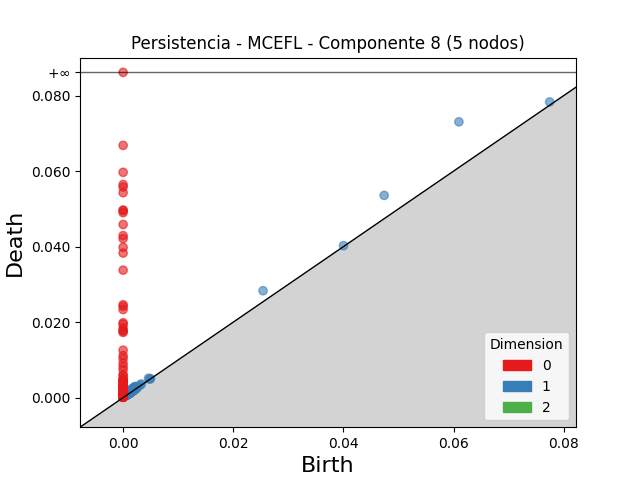 Persistencia - MCEFL - Componente 8 (5 nodos)
+∞
0.080
0.060
0.040
0.020
0.000
Death
0.00 0.02 0.04 0.06 0.08
Birth
Dimension
0
1
2